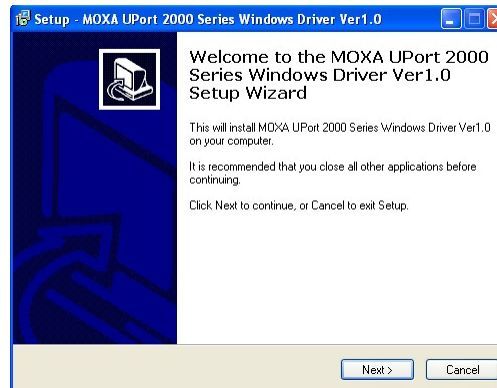 Setup - MOXA UPort 2000 Series Windows Driver Ver1.0
Welcome to the MOXA UPort 2000
Series Windows Driver Ver1.0
Setup Wizard
This will install MOXA UPort 2000 Series Windows Driver Ver1.0
on your computer.
It is recommended that you close all other applications before
continuing.
Click Next to continue, or Cancel to exit Setup.
Next >
Cancel